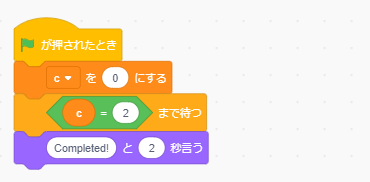 が押されたとき
c を 0 にする
c = 2 まで待つ
Completed! と 2 秒言う